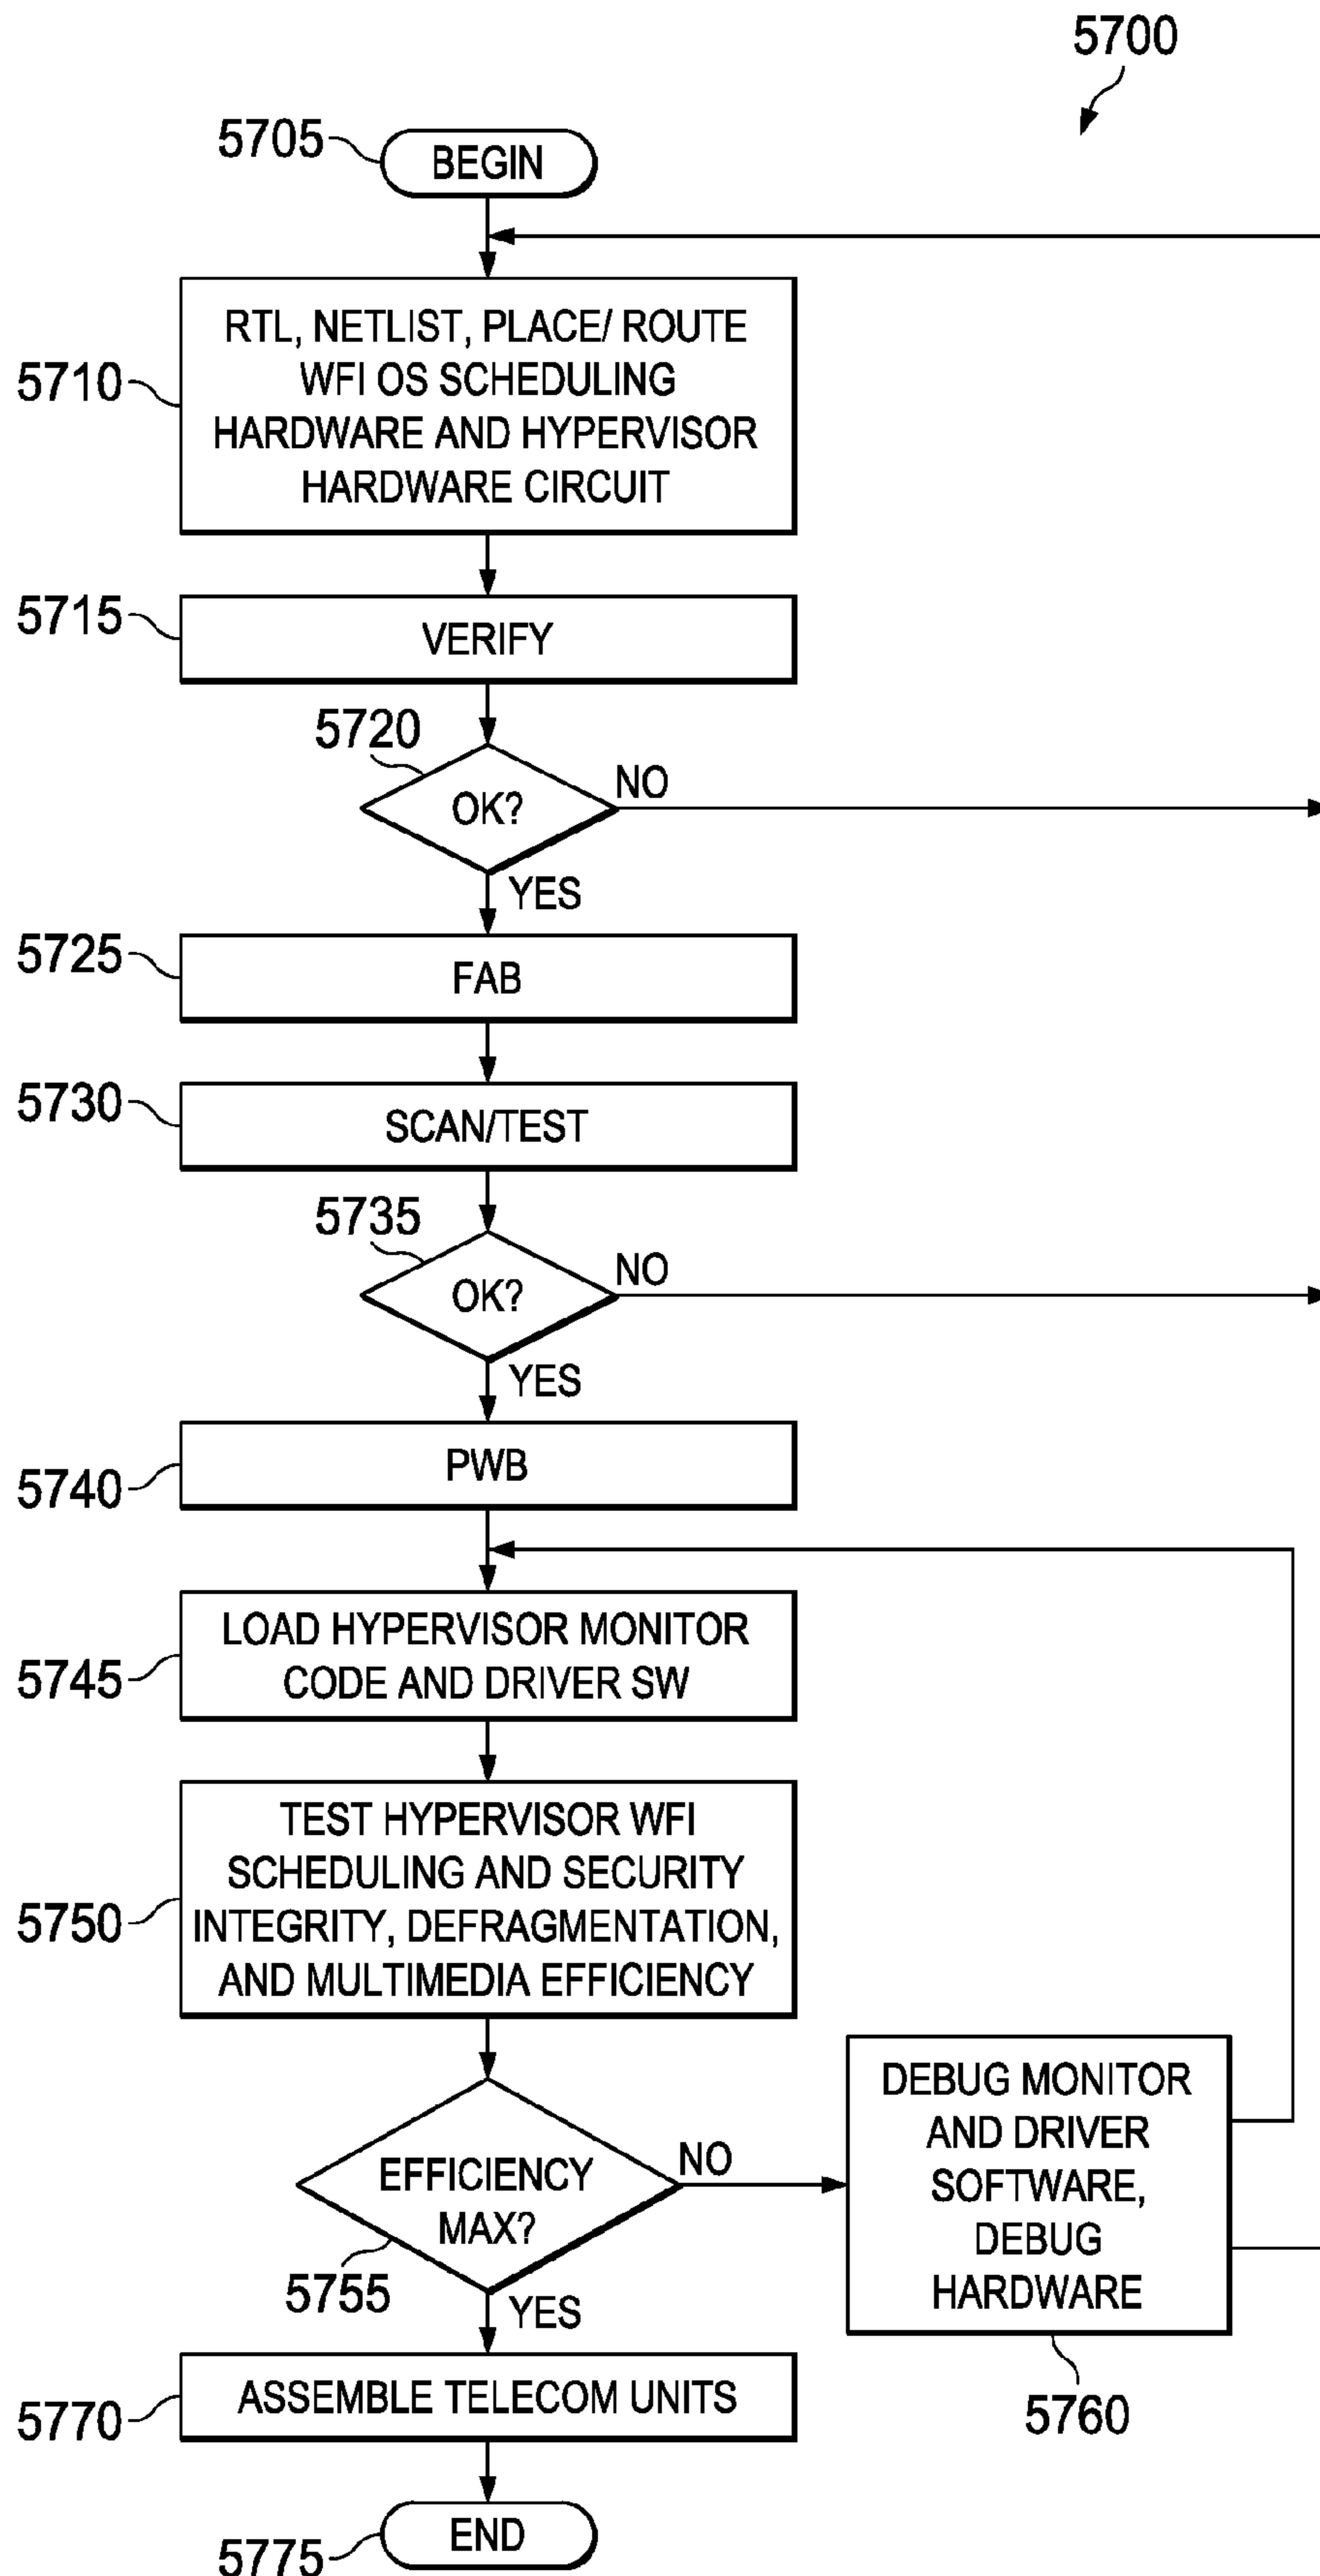 5700
5705
BEGIN
5710
RTL, NETLIST, PLACE/ ROUTE
WFI OS SCHEDULING
HARDWARE AND HYPERVISOR
HARDWARE CIRCUIT
5715
VERIFY
5720
OK?
NO
YES
5725
FAB
5730
SCAN/TEST
5735
OK?
NO
YES
5740
PWB
5745
LOAD HYPERVISOR MONITOR
CODE AND DRIVER SW
5750
TEST HYPERVISOR WFI
SCHEDULING AND SECURITY
INTEGRITY, DEFRAGMENTATION,
AND MULTIMEDIA EFFICIENCY
EFFICIENCY
MAX?
5755
NO
YES
DEBUG MONITOR
AND DRIVER
SOFTWARE,
DEBUG
HARDWARE
5760
5770
ASSEMBLE TELECOM UNITS
5775
END